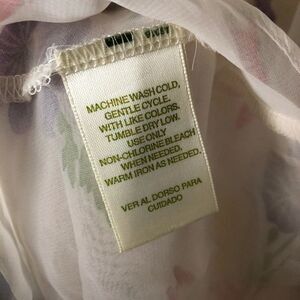 MACHINE WASH COLD,
GENTLE CYCLE,
WITH LIKE COLORS.
TUMBLE DRY LOW.
USE ONLY
NON-CHLORINE BLEACH
WHEN NEEDED.
WARM IRON AS NEEDED.
VER AL DORSO PARA
CUIDADO